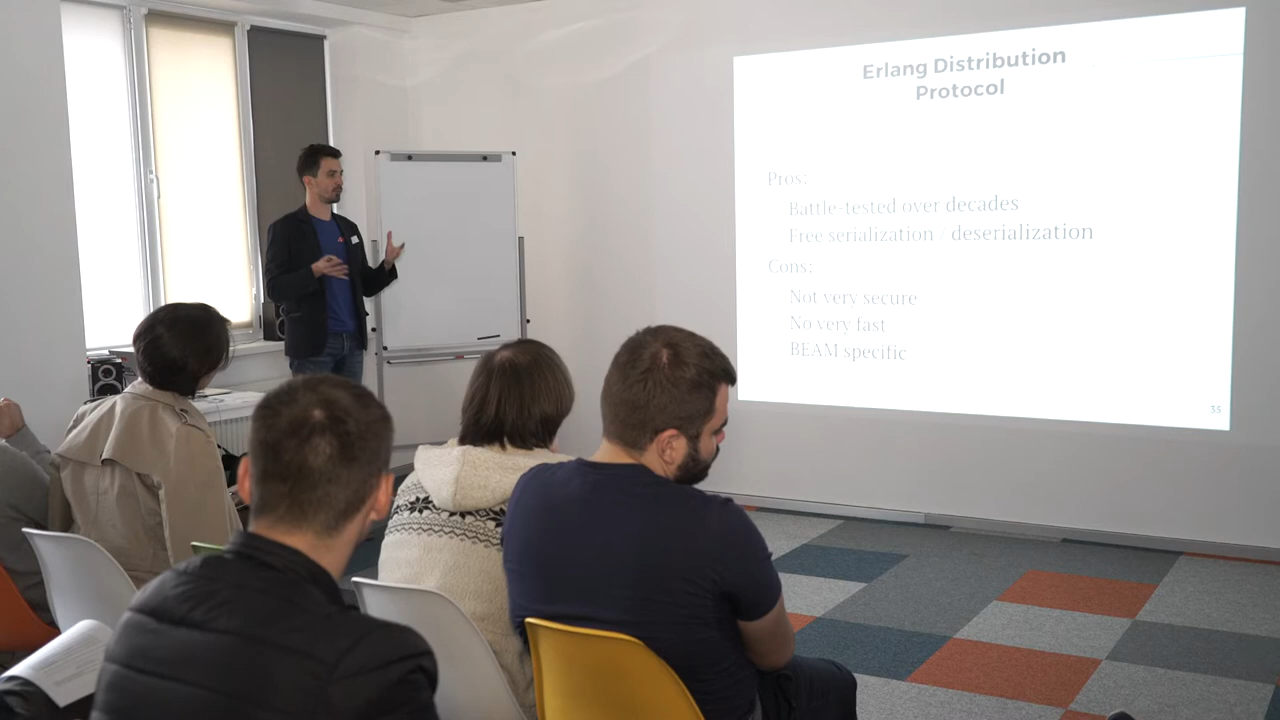 Erlang Distribution
Protocol
Pros:
Battle-tested over decades
Free serialization / deserialization
Cons:
Not very secure
No very fast
BEAM specific
35